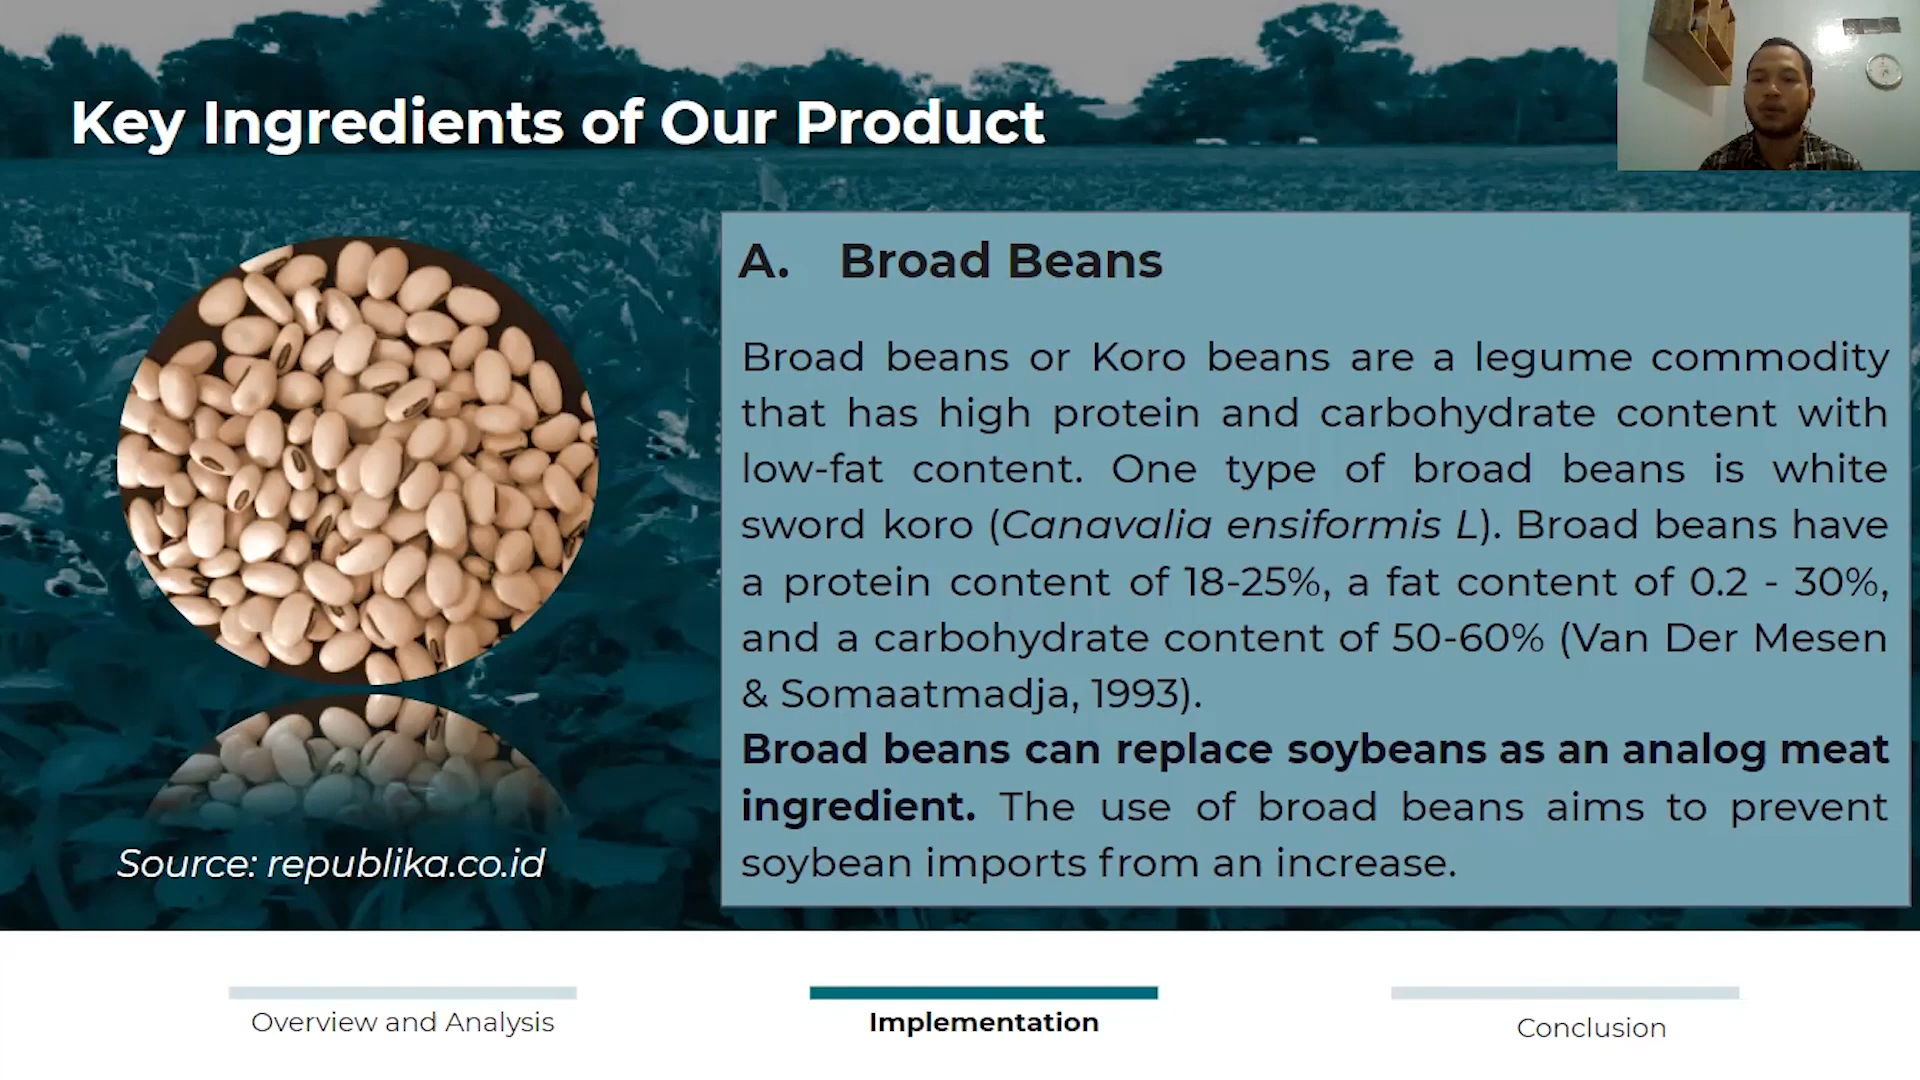 Key Ingredients of Our Product
A. Broad Beans
Broad beans or Koro beans are a legume commodity
that has high protein and carbohydrate content with
low-fat content. One type of broad beans is white
sword koro (Canavalia ensiformis L). Broad beans have
a protein content of 18-25%, a fat content of 0.2 - 30%,
and a carbohydrate content of 50-60% (Van Der Mesen
& Somaatmadja, 1993).
Broad beans can replace soybeans as an analog meat
ingredient. The use of broad beans aims to prevent
soybean imports from an increase.
Source: republika.co.id
Overview and Analysis
Implementation
Conclusion